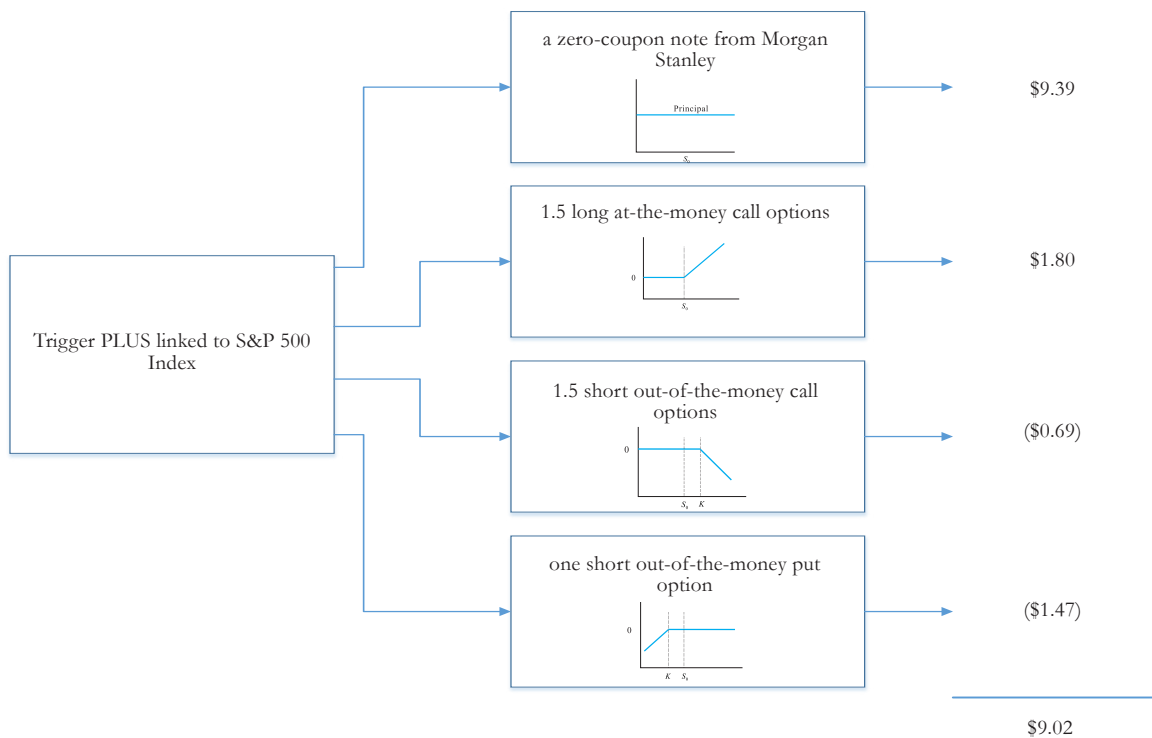 a zero-coupon note from Morgan
Stanley
Principal
S₀
$9.39
1.5 long at-the-money call options
0
S₀
$1.80
Trigger PLUS linked to S&P 500
Index
1.5 short out-of-the-money call
options
0
S₀ K
($0.69)
one short out-of-the-money put
option
0
K S₀
($1.47)
$9.02